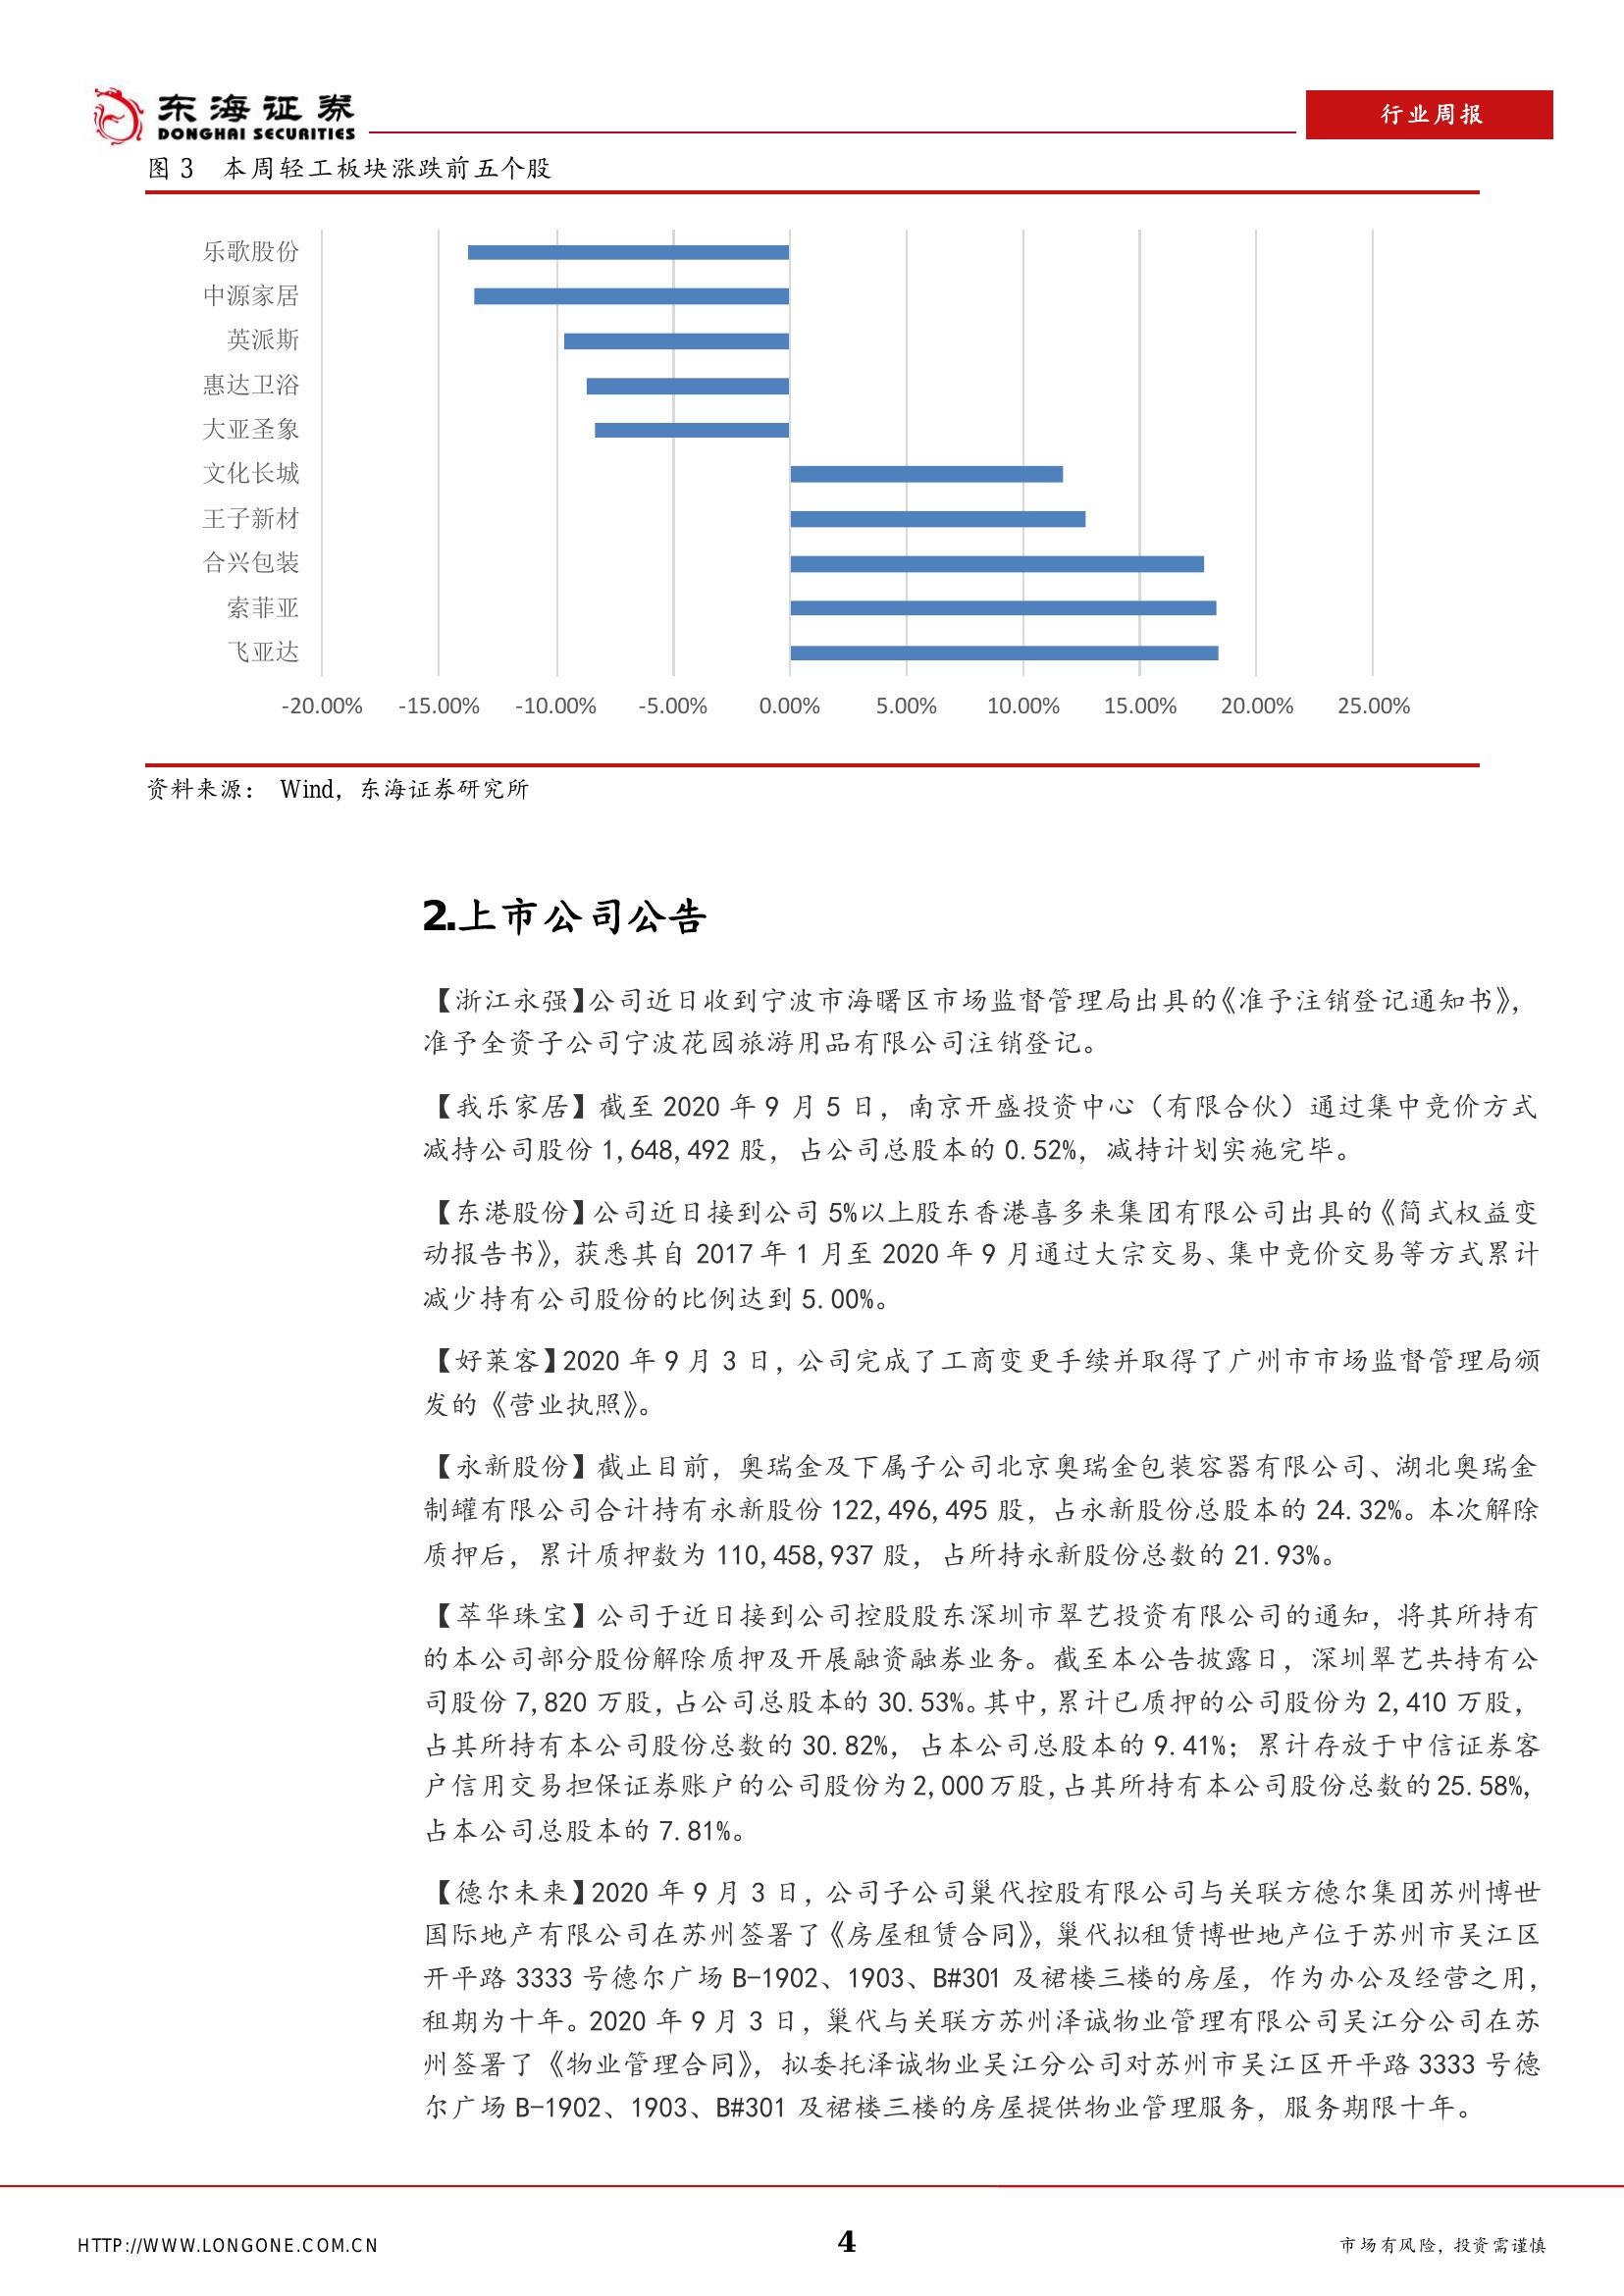 东海证券
DONGHAI SECURITIES
行业周报
图 3 本周轻工板块涨跌前五个股
乐歌股份
中源家居
英派斯
惠达卫浴
大亚圣象
文化长城
王子新材
合兴包装
索菲亚
飞亚达
-20.00% -15.00% -10.00% -5.00% 0.00% 5.00% 10.00% 15.00% 20.00% 25.00%
资料来源： Wind，东海证券研究所
2.上市公司公告
【浙江永强】公司近日收到宁波市海曙区市场监督管理局出具的《准予注销登记通知书》，
准予全资子公司宁波花园旅游用品有限公司注销登记。
【我乐家居】截至 2020 年 9 月 5 日，南京开盛投资中心（有限合伙）通过集中竞价方式
减持公司股份 1,648,492 股，占公司总股本的 0.52%，减持计划实施完毕。
【东港股份】公司近日接到公司 5%以上股东香港喜多来集团有限公司出具的《简式权益变
动报告书》，获悉其自 2017 年 1 月至 2020 年 9 月通过大宗交易、集中竞价交易等方式累计
减少持有公司股份的比例达到 5.00%。
【好莱客】2020 年 9 月 3 日，公司完成了工商变更手续并取得了广州市市场监督管理局颁
发的《营业执照》。
【永新股份】截止目前，奥瑞金及下属子公司北京奥瑞金包装容器有限公司、湖北奥瑞金
制罐有限公司合计持有永新股份 122,496,495 股，占永新股份总股本的 24.32%。本次解除
质押后，累计质押数为 110,458,937 股，占所持永新股份总数的 21.93%。
【萃华珠宝】公司于近日接到公司控股股东深圳市翠艺投资有限公司的通知，将其所持有
的本公司部分股份解除质押及开展融资融券业务。截至本公告披露日，深圳翠艺共持有公
司股份 7,820 万股，占公司总股本的 30.53%。其中，累计已质押的公司股份为 2,410 万股，
占其所持有本公司股份总数的 30.82%，占本公司总股本的 9.41%；累计存放于中信证券客
户信用交易担保证券账户的公司股份为 2,000 万股，占其所持有本公司股份总数的 25.58%，
占本公司总股本的 7.81%。
【德尔未来】2020 年 9 月 3 日，公司子公司巢代控股有限公司与关联方德尔集团苏州博世
国际地产有限公司在苏州签署了《房屋租赁合同》，巢代拟租赁博世地产位于苏州市吴江区
开平路 3333 号德尔广场 B-1902、1903、B#301 及裙楼三楼的房屋，作为办公及经营之用，
租期为十年。2020 年 9 月 3 日，巢代与关联方苏州泽诚物业管理有限公司吴江分公司在苏
州签署了《物业管理合同》，拟委托泽诚物业吴江分公司对苏州市吴江区开平路 3333 号德
尔广场 B-1902、1903、B#301 及裙楼三楼的房屋提供物业管理服务，服务期限十年。
HTTP://WWW.LONGONE.COM.CN 4 市场有风险，投资需谨慎